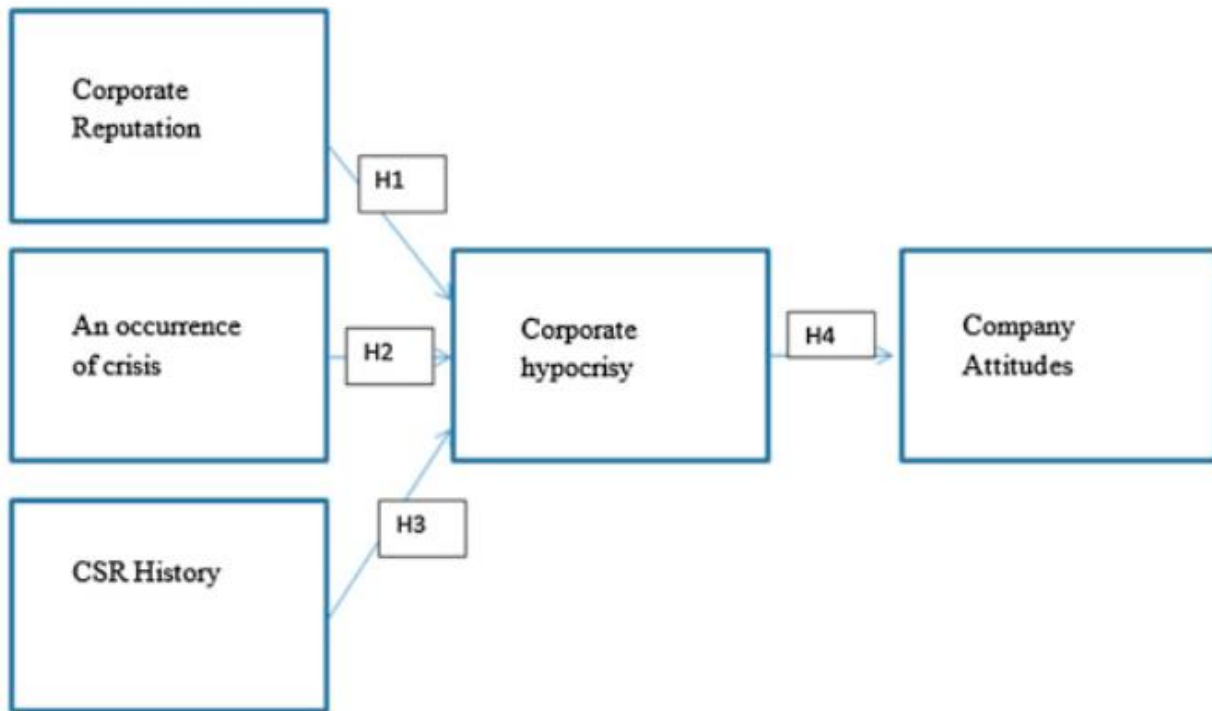 Corporate
Reputation
H1
An occurrence
of crisis
H2
Corporate
hypocrisy
H4
Company
Attitudes
CSR History
H3